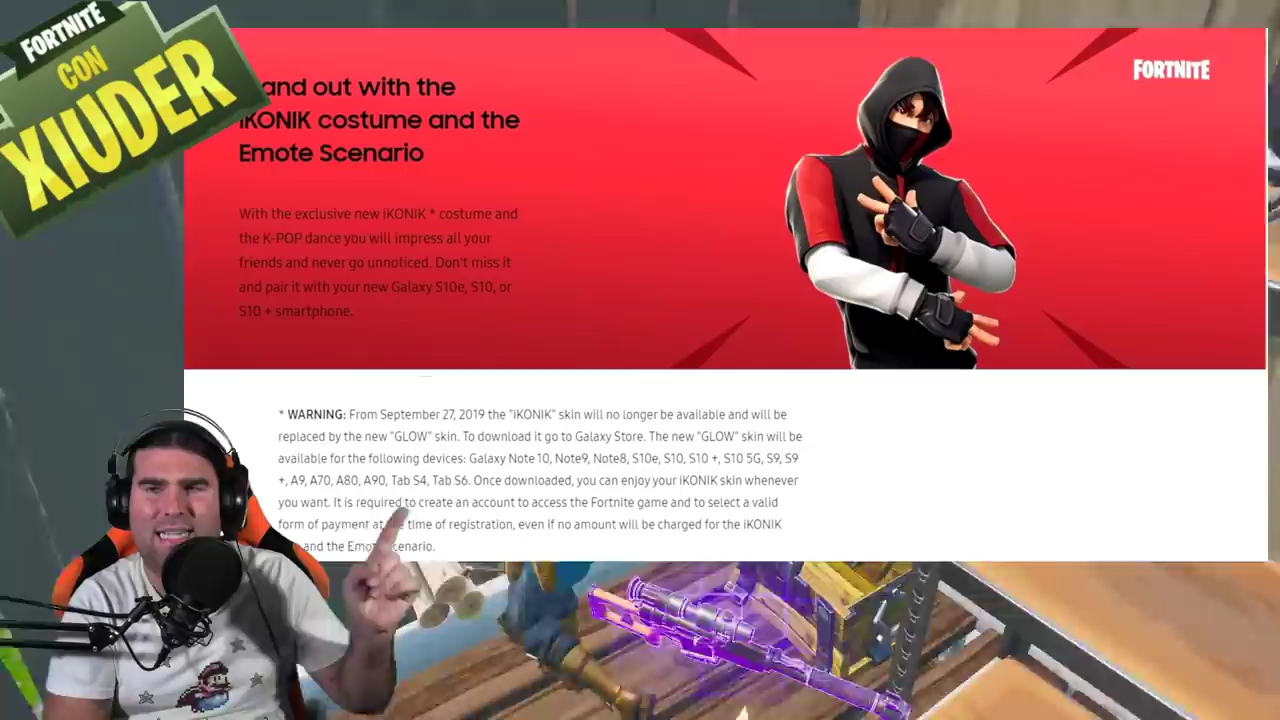 FORTNITE
CON
XIUDER
and out with the
iKONIK costume and the
Emote Scenario
FORTNITE
With the exclusive new iKONIK * costume and
the K-POP dance you will impress all your
friends and never go unnoticed. Don't miss it
and pair it with your new Galaxy S10e, S10, or
S10 + smartphone.
* WARNING: From September 27, 2019 the "iKONIK" skin will no longer be available and will be
replaced by the new "GLOW" skin. To download it go to Galaxy Store. The new "GLOW" skin will be
available for the following devices: Galaxy Note 10, Note9, Note8, S10e, S10, S10 +, S10 5G, S9, S9
+, A9, A70, A80, A90, Tab S4, Tab S6. Once downloaded, you can enjoy your iKONIK skin whenever
you want. It is required to create an account to access the Fortnite game and to select a valid
form of payment at time of registration, even if no amount will be charged for the iKONIK
and the